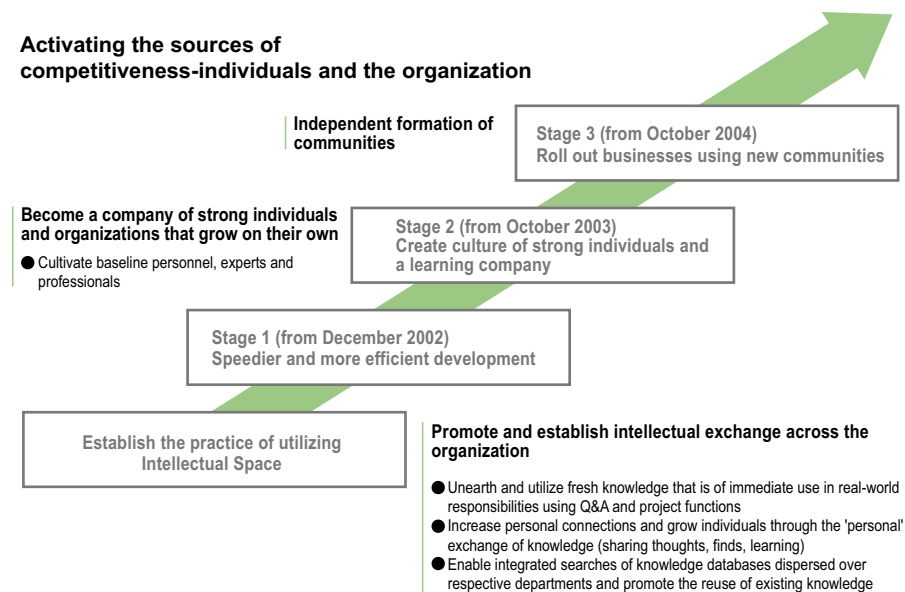 Activating the sources of
competitiveness-individuals and the organization
Independent formation of
communities
Stage 3 (from October 2004)
Roll out businesses using new communities
Become a company of strong individuals
and organizations that grow on their own
● Cultivate baseline personnel, experts and
professionals
Stage 2 (from October 2003)
Create culture of strong individuals and
a learning company
Stage 1 (from December 2002)
Speedier and more efficient development
Establish the practice of utilizing
Intellectual Space
Promote and establish intellectual exchange across the
organization
● Unearth and utilize fresh knowledge that is of immediate use in real-world
responsibilities using Q&A and project functions
● Increase personal connections and grow individuals through the 'personal'
exchange of knowledge (sharing thoughts, finds, learning)
● Enable integrated searches of knowledge databases dispersed over
respective departments and promote the reuse of existing knowledge